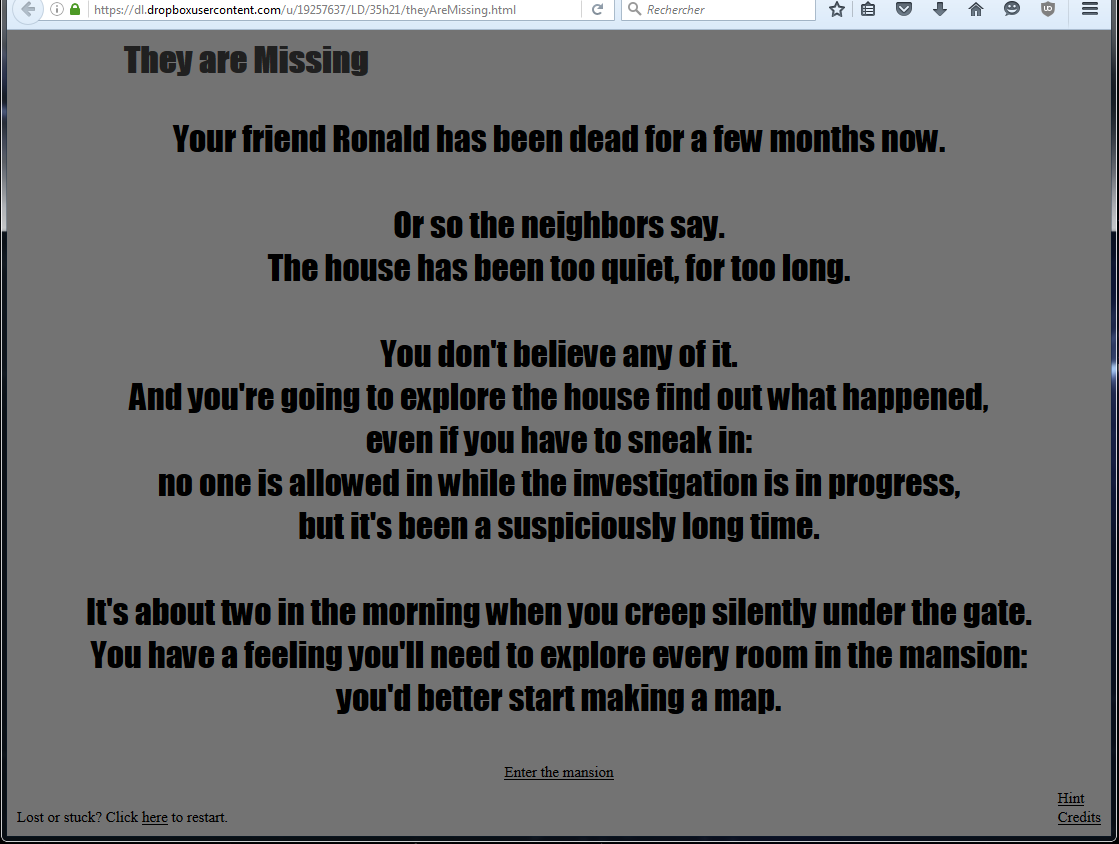 https://dl.dropboxusercontent.com/u/19257637/LD/35h21/theyAreMissing.html
Rechercher
They are Missing
Your friend Ronald has been dead for a few months now.
Or so the neighbors say.
The house has been too quiet, for too long.
You don't believe any of it.
And you're going to explore the house find out what happened,
even if you have to sneak in:
no one is allowed in while the investigation is in progress,
but it's been a suspiciously long time.
It's about two in the morning when you creep silently under the gate.
You have a feeling you'll need to explore every room in the mansion:
you'd better start making a map.
Enter the mansion
Hint
Lost or stuck? Click here to restart.
Credits